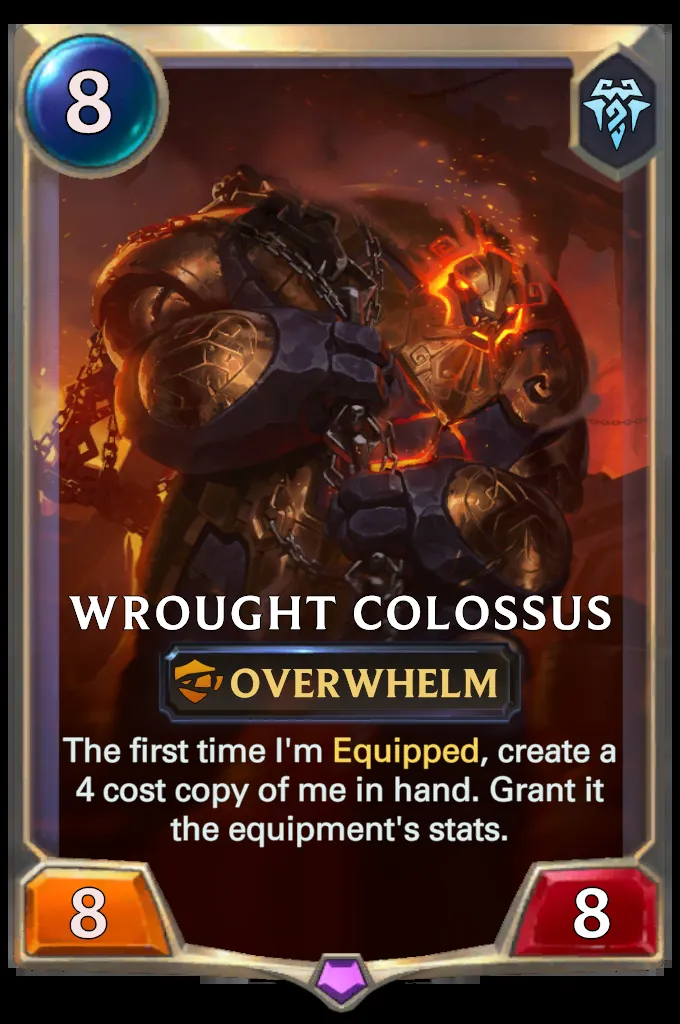 8
WROUGHT COLOSSUS
OVERWHELM
The first time I'm Equipped, create a
4 cost copy of me in hand. Grant it
the equipment's stats.
8 8